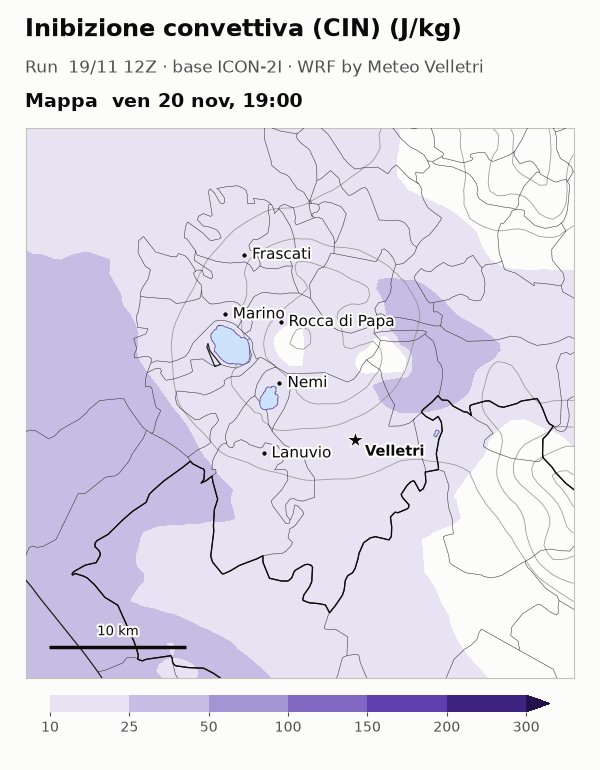 Inibizione convettiva (CIN) (J/kg)
Run 19/11 12Z · base ICON-2I · WRF by Meteo Velletri
Mappa ven 20 nov, 19:00
Frascati
Marino
Rocca di Papa
Nemi
Velletri
Lanuvio
10 km
10 25 50 100 150 200 300